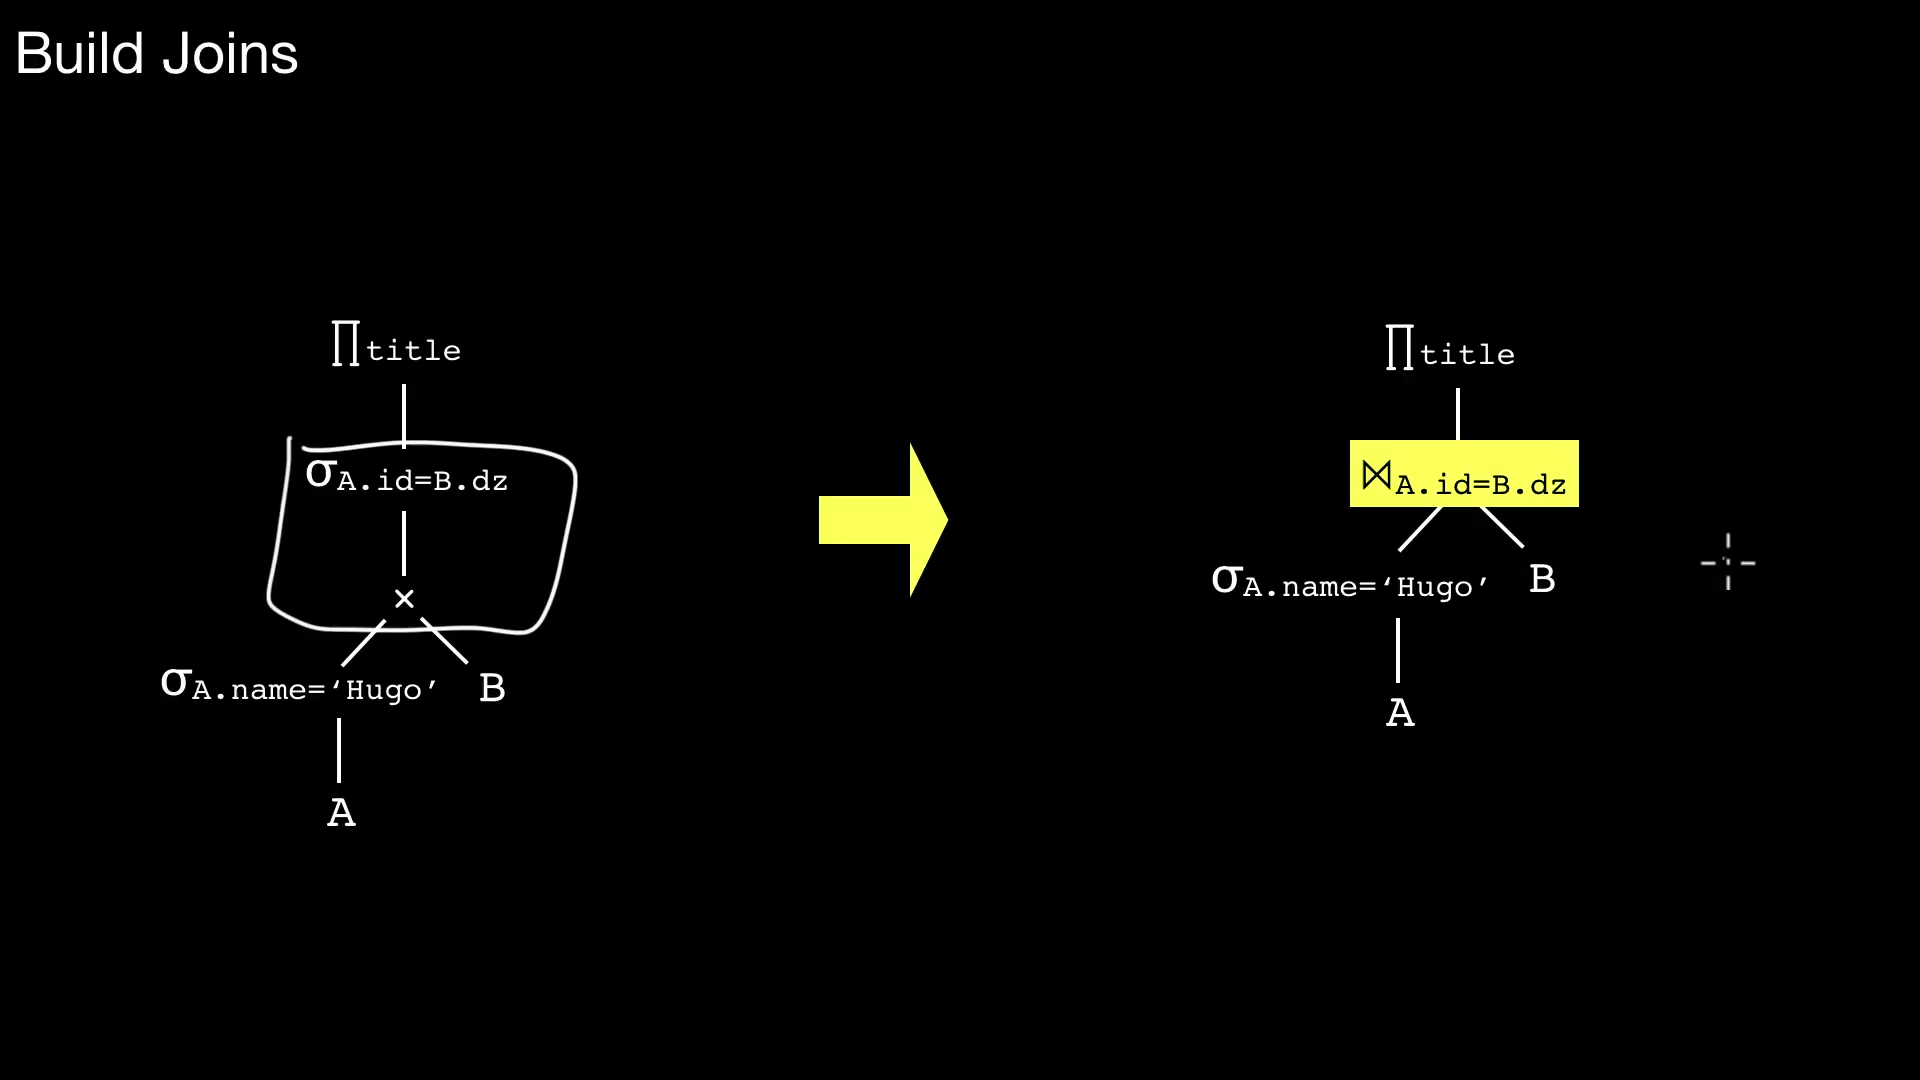 Build Joins
∏title
σA.id=B.dz
×
σA.name=‘Hugo’ B
A
∏title
⋈A.id=B.dz
σA.name=‘Hugo’ B
A